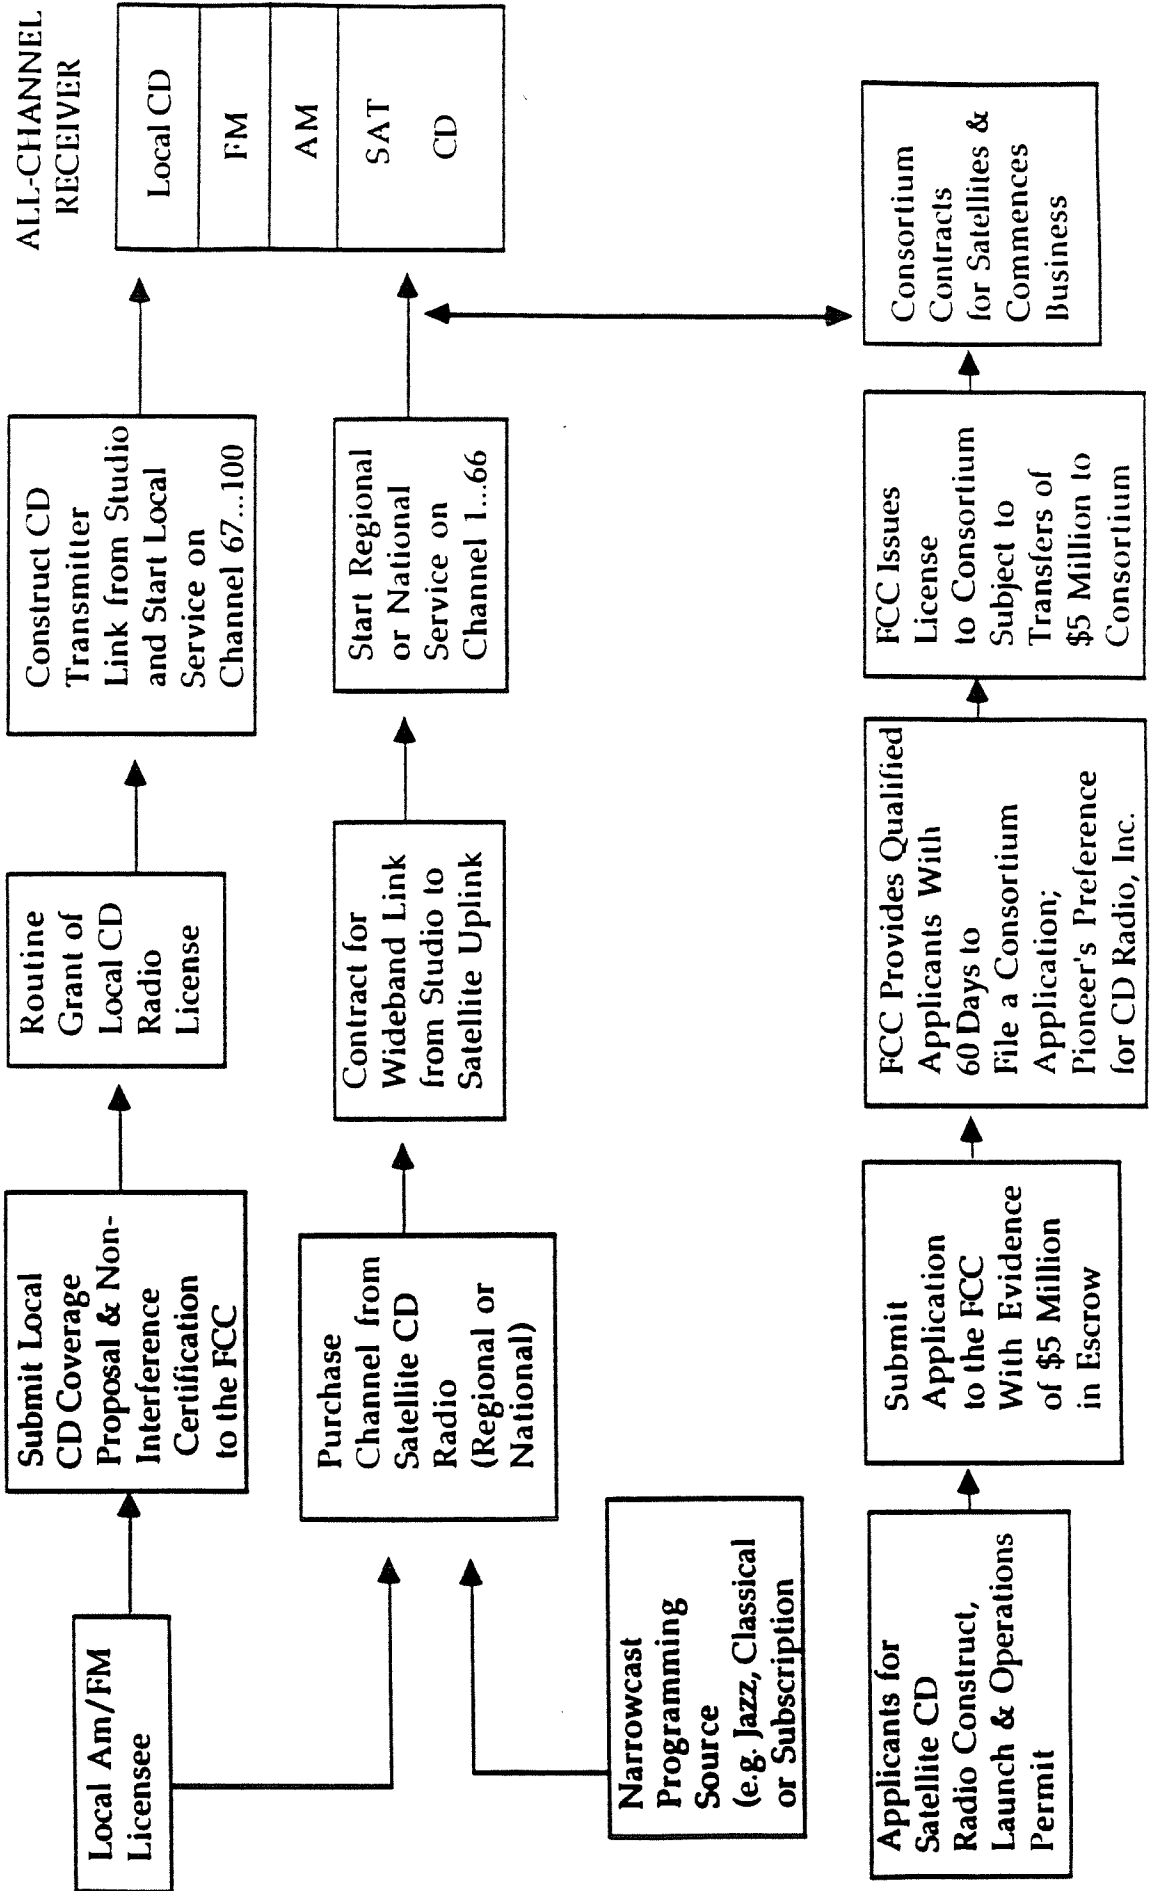 Local Am/FM
Licensee
Submit Local
CD Coverage
Proposal & Non-
Interference
Certification
to the FCC
Routine
Grant of
Local CD
Radio
License
Construct CD
Transmitter
Link from Studio
and Start Local
Service on
Channel 67...100
ALL-CHANNEL
RECEIVER
Local CD
FM
AM
SAT
CD
Purchase
Channel from
Satellite CD
Radio
(Regional or
National)
Contract for
Wideband Link
from Studio to
Satellite Uplink
Start Regional
or National
Service on
Channel 1...66
Narrowcast
Programming
Source
(e.g. Jazz, Classical
or Subscription
Applicants for
Satellite CD
Radio Construct,
Launch & Operations
Permit
Submit
Application
to the FCC
With Evidence
of $5 Million
in Escrow
FCC Provides Qualified
Applicants With
60 Days to
File a Consortium
Application;
Pioneer's Preference
for CD Radio, Inc.
FCC Issues
License
to Consortium
Subject to
Transfers of
$5 Million to
Consortium
Consortium
Contracts
for Satellites &
Commences
Business